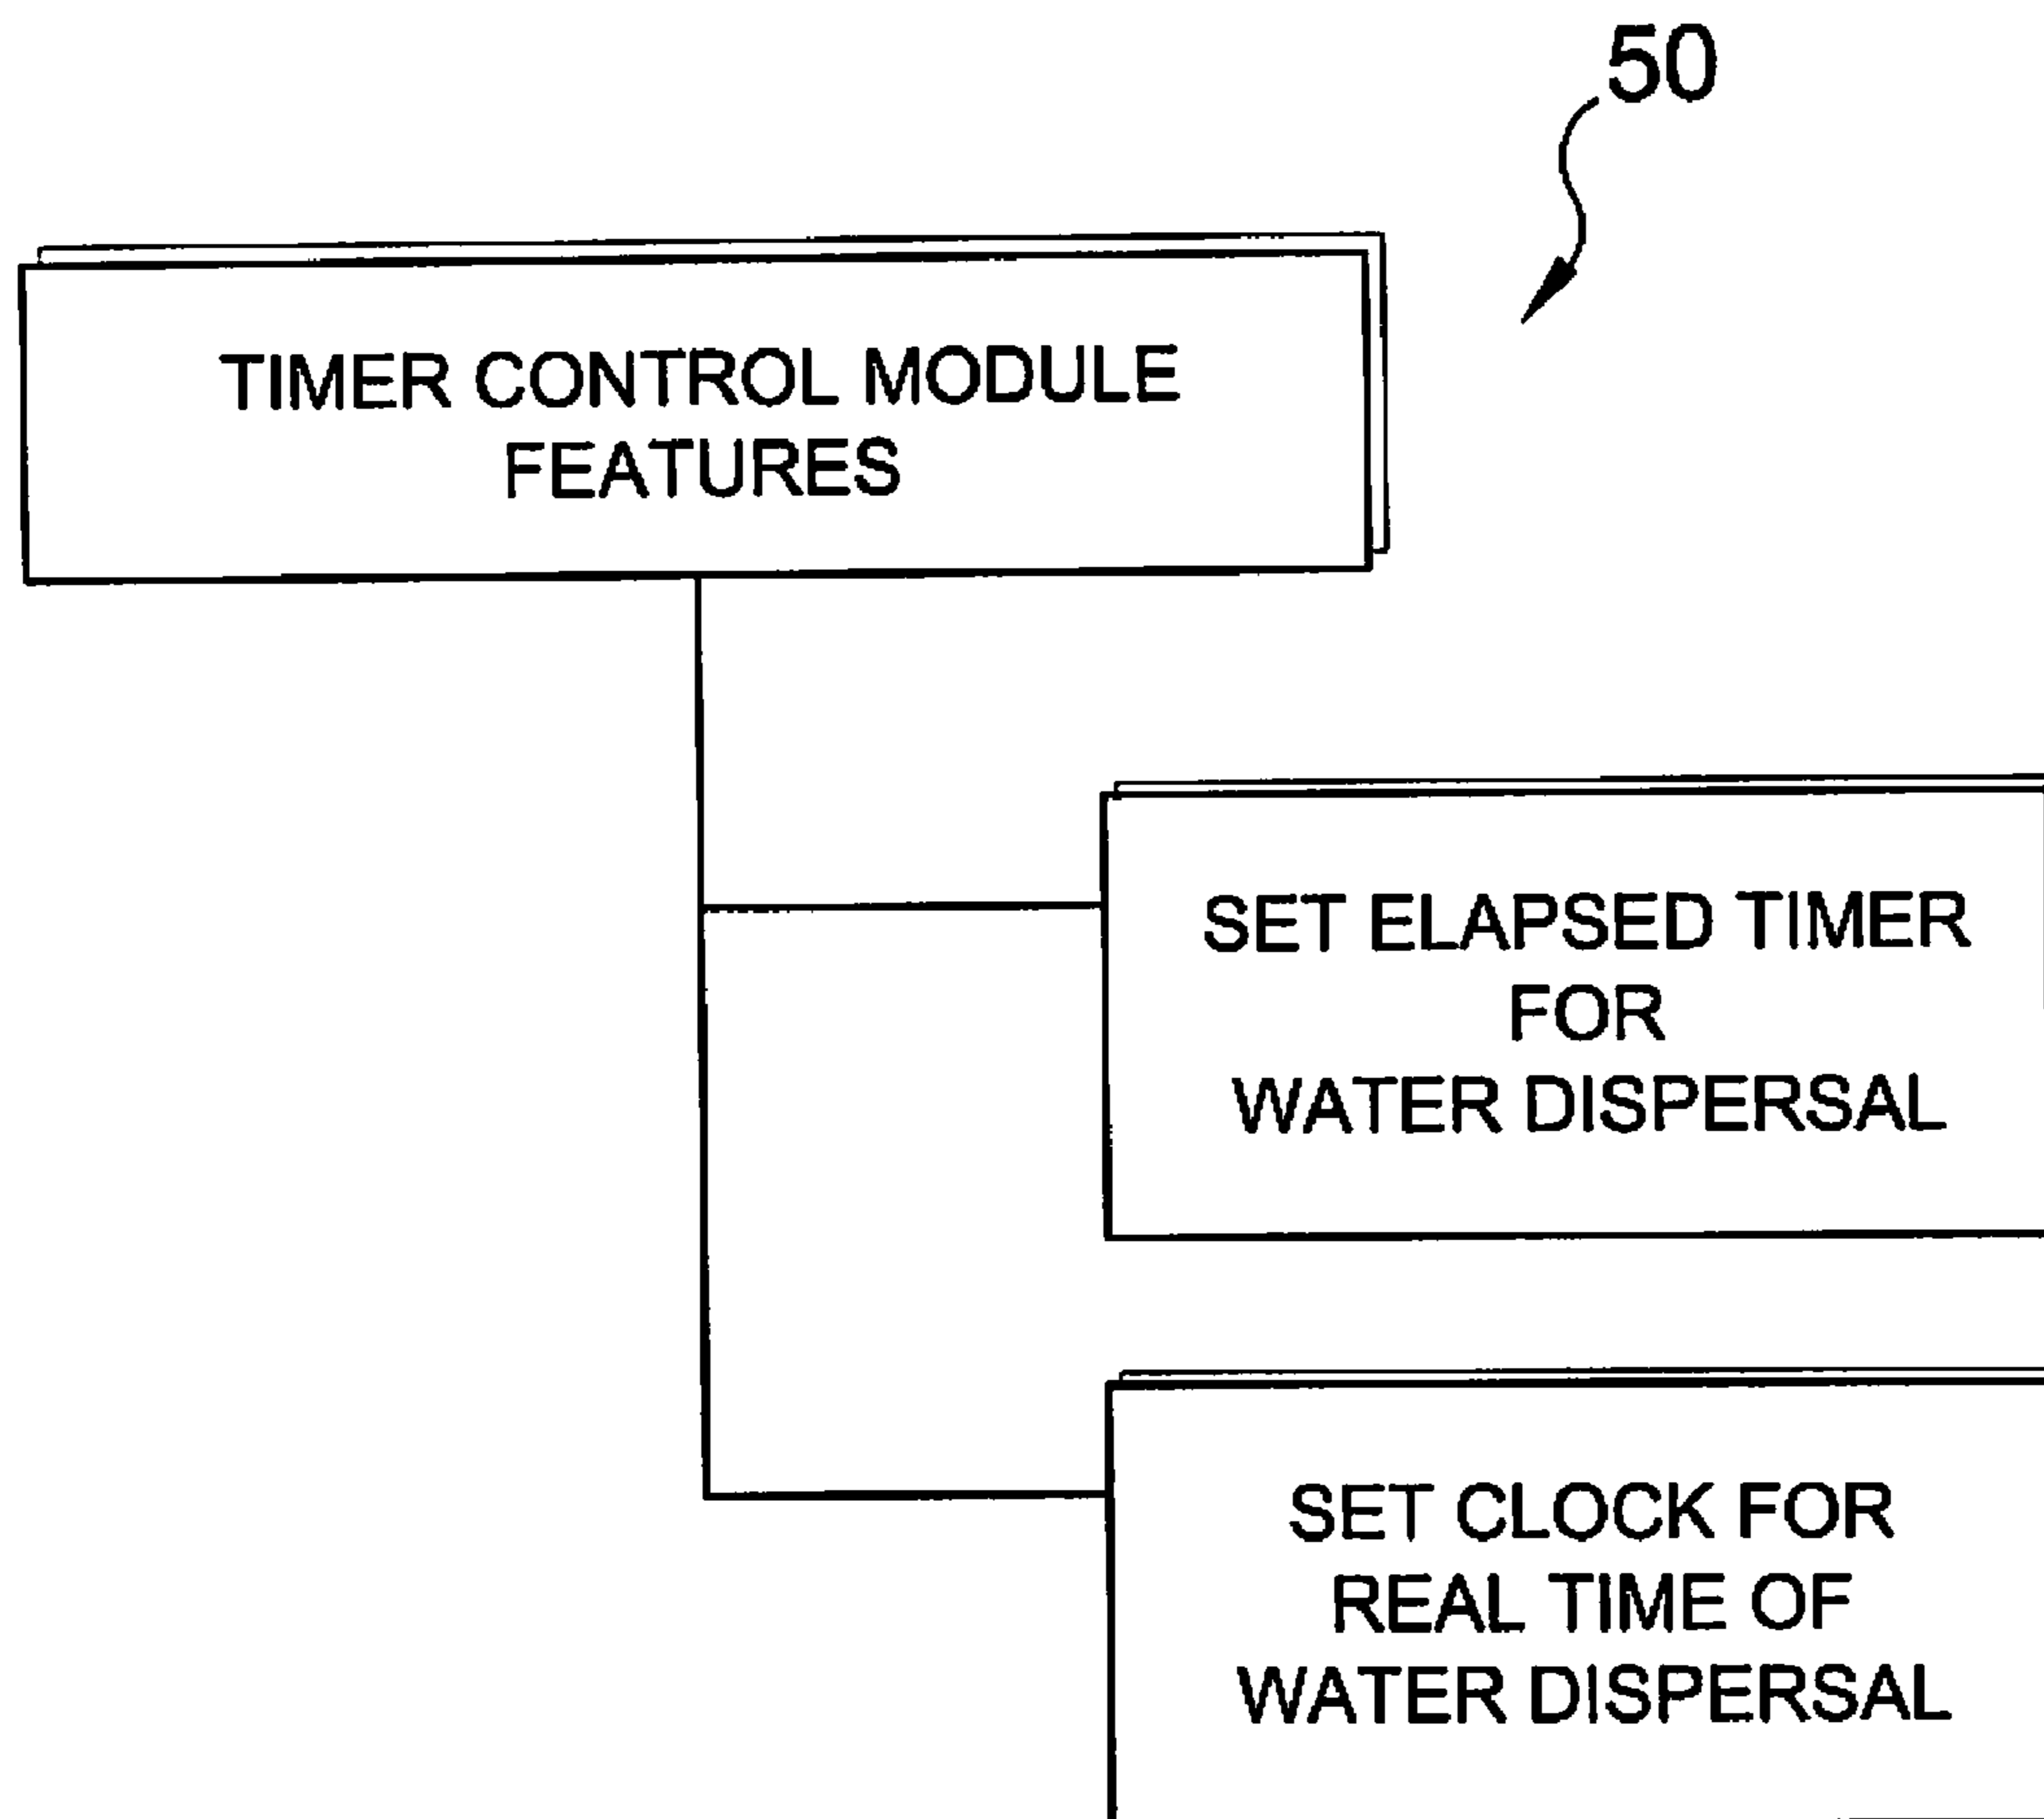 50
TIMER CONTROL MODULE
FEATURES
SET ELAPSED TIMER
FOR
WATER DISPERSAL
SET CLOCK FOR
REAL TIME OF
WATER DISPERSAL